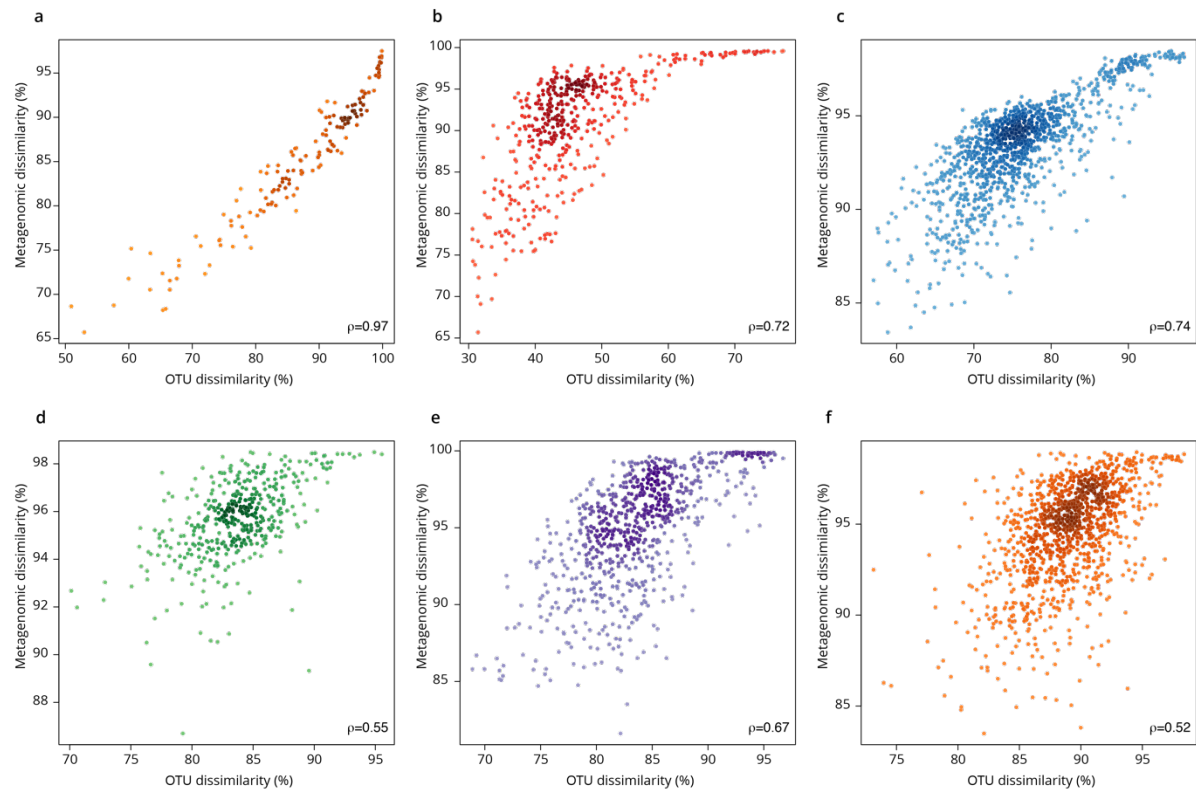 a
95
90
85
80
75
70
65
50 60 70 80 90 100
Metagenomic dissimilarity (%)
OTU dissimilarity (%)
ρ=0.97
b
100
95
90
85
80
75
70
65
30 40 50 60 70
Metagenomic dissimilarity (%)
OTU dissimilarity (%)
ρ=0.72
c
95
90
85
60 70 80 90
Metagenomic dissimilarity (%)
OTU dissimilarity (%)
ρ=0.74
d
98
96
94
92
90
88
70 75 80 85 90 95
Metagenomic dissimilarity (%)
OTU dissimilarity (%)
ρ=0.55
e
100
95
90
85
70 75 80 85 90 95
Metagenomic dissimilarity (%)
OTU dissimilarity (%)
ρ=0.67
f
95
90
85
75 80 85 90 95
Metagenomic dissimilarity (%)
OTU dissimilarity (%)
ρ=0.52